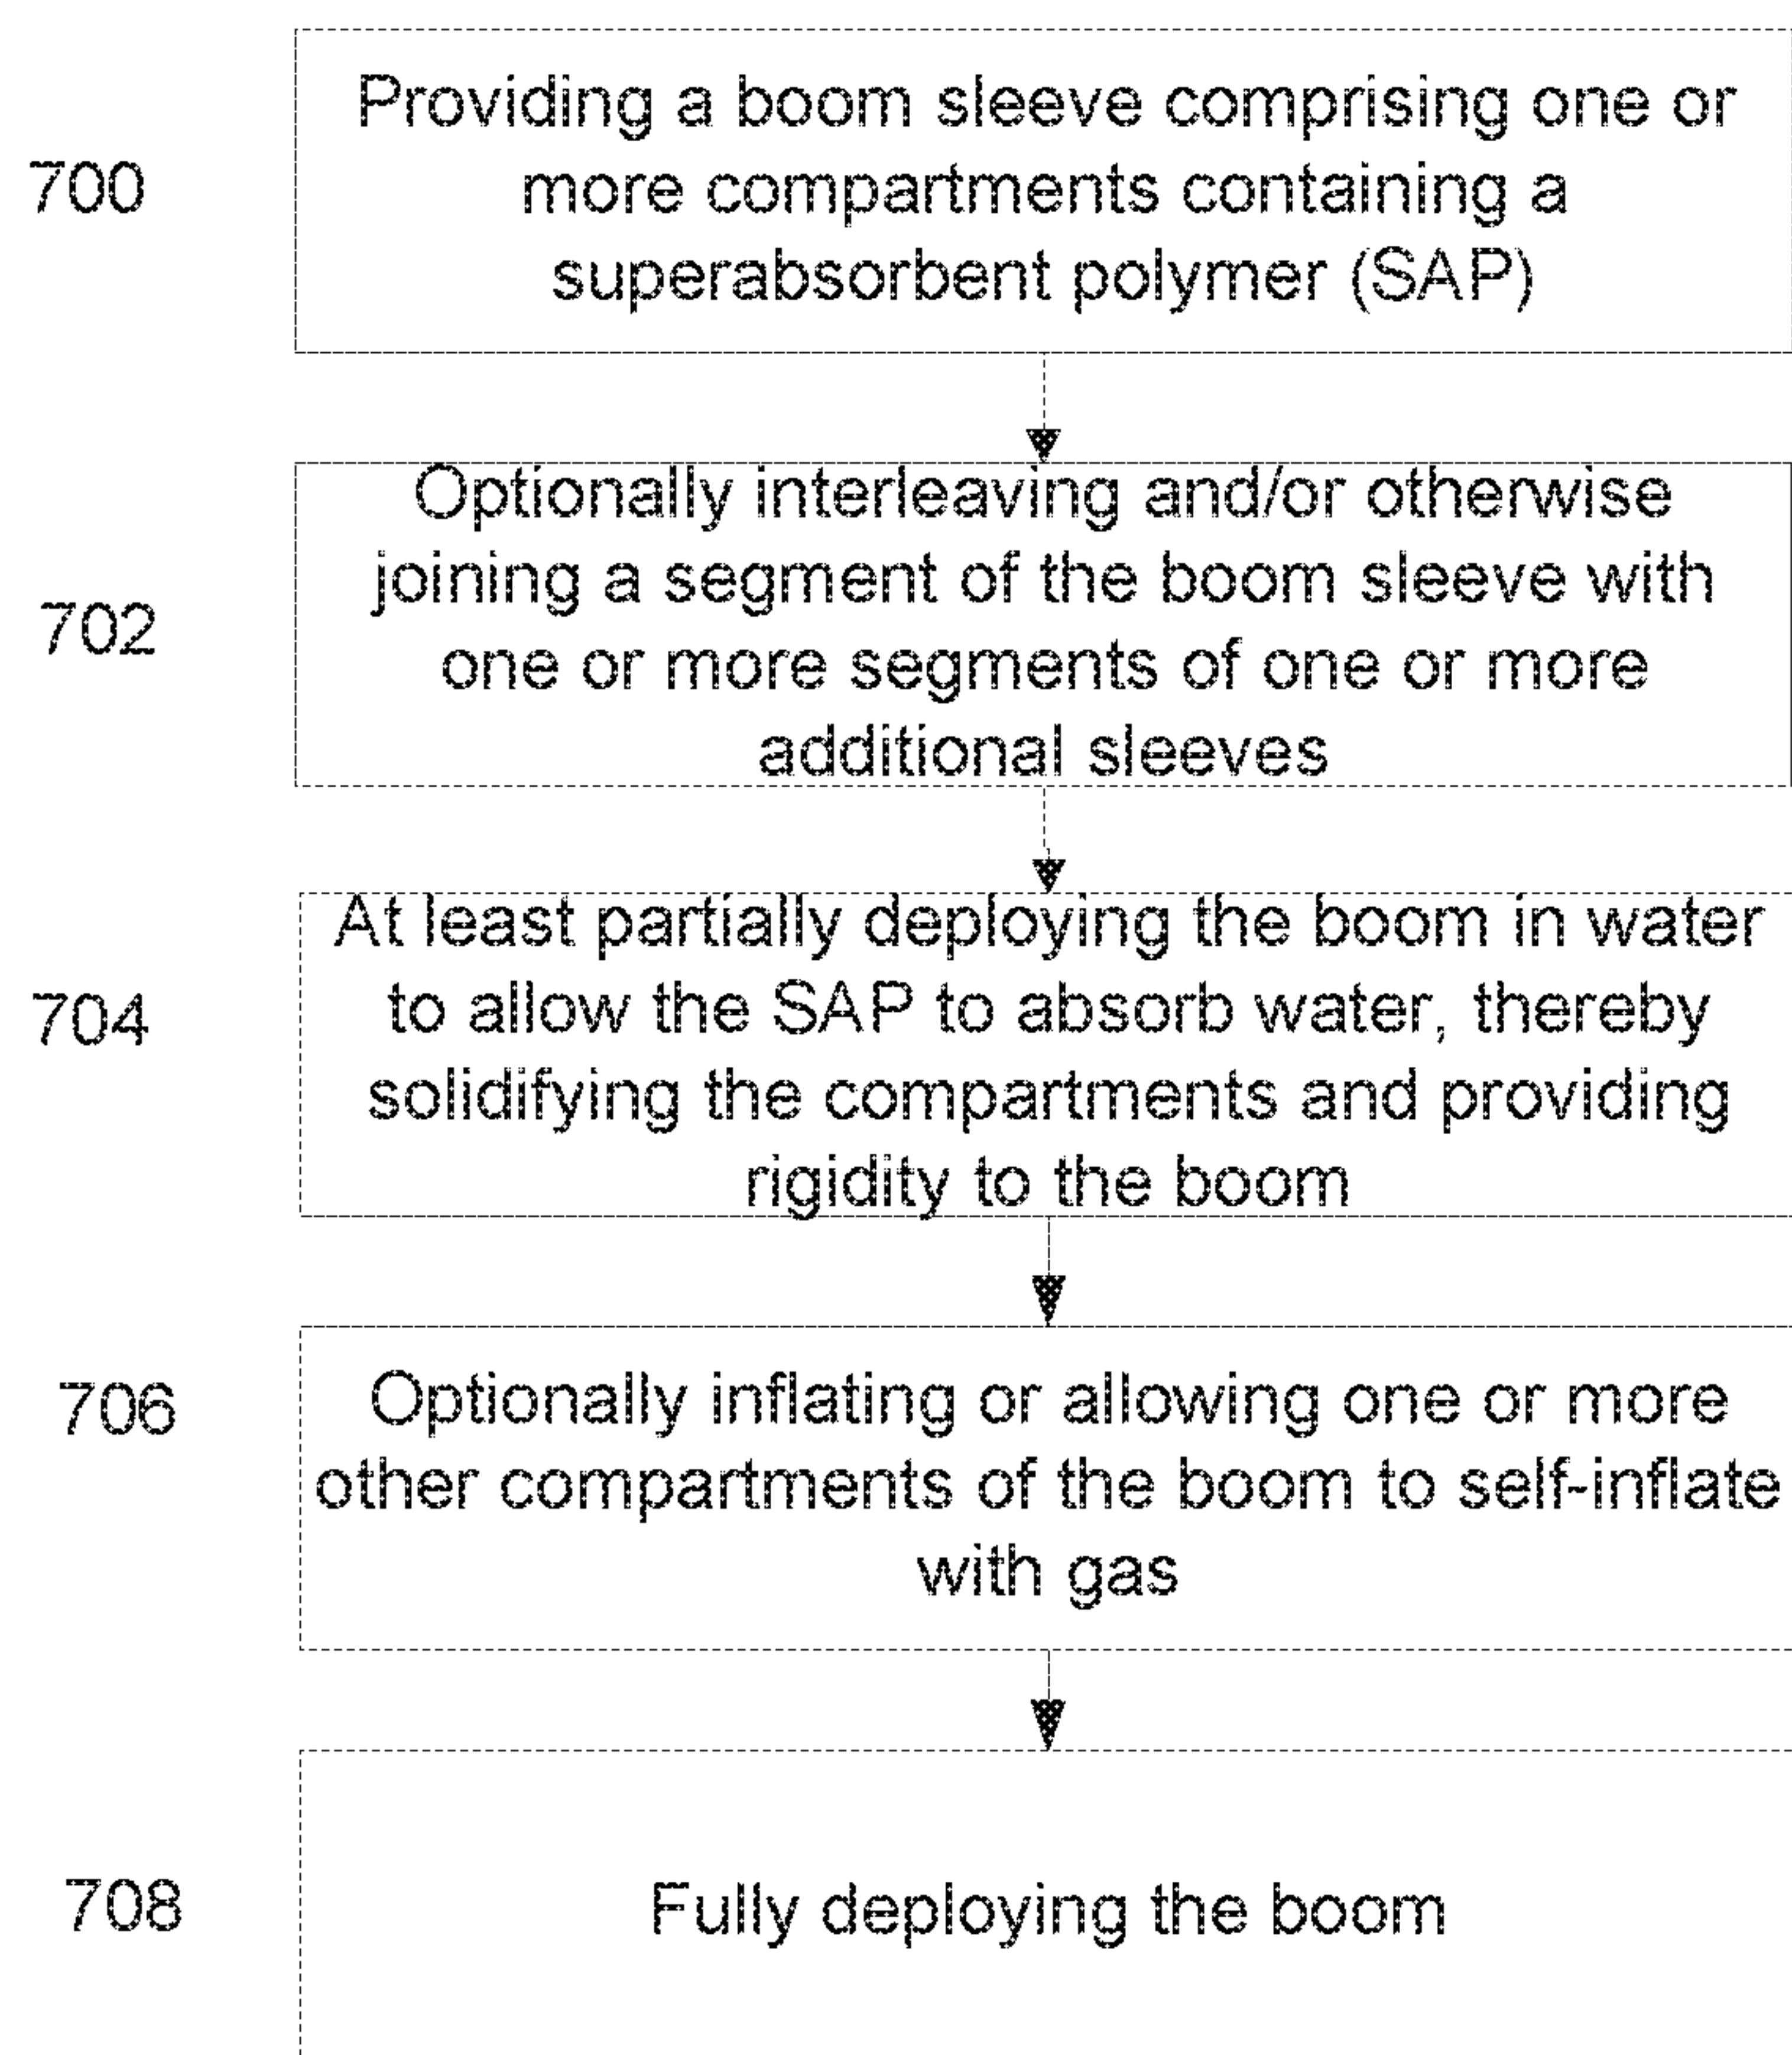 Providing a boom sleeve comprising one or
700
more compartments containing a
superabsorbent polymer (SAP)
Optionally interleaving and/or otherwise
joining a segment of the boom sleeve with
702
one or more segments of one or more
additional sleeves
At least partially deploying the boom in water
704
to allow the SAP to absorb water, thereby
solidifying the compartments and providing
rigidity to the boom
706
Optionally inflating or allowing one or more
other compartments of the boom to self-inflate
with gas
708
Fully deploying the boom